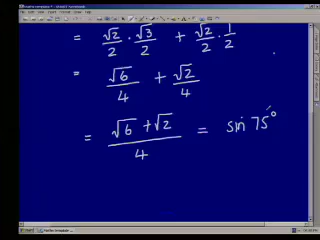 = √2/2 · √3/2 + √2/2 · 1/2
= √6/4 + √2/4
= (√6 + √2)/4 = sin 75°